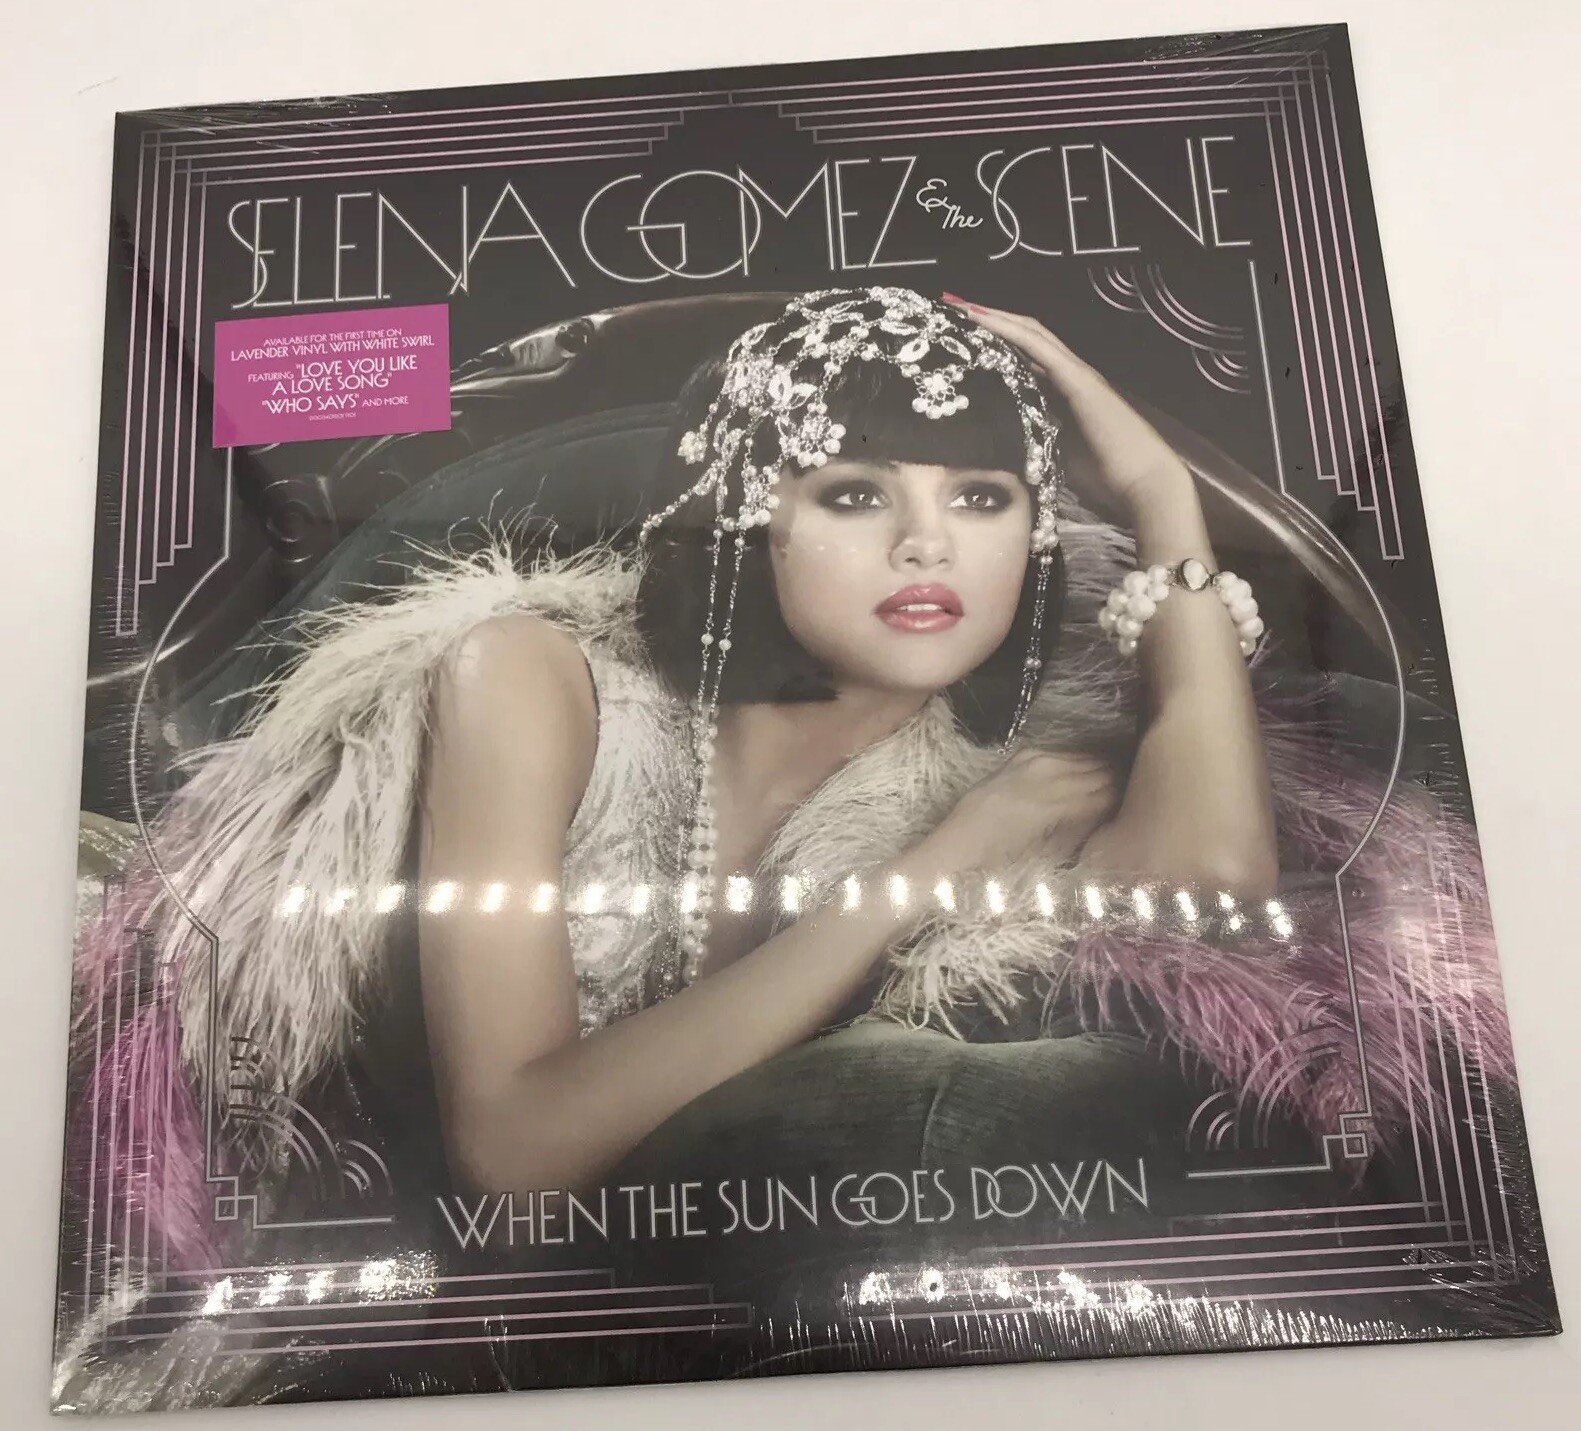 SELENA GOMEZ & The SCENE
AVAILABLE FOR THE FIRST TIME ON
LAVENDER VINYL WITH WHITE SWIRL
FEATURING "LOVE YOU LIKE
A LOVE SONG"
"WHO SAYS" AND MORE
WHEN THE SUN GOES DOWN